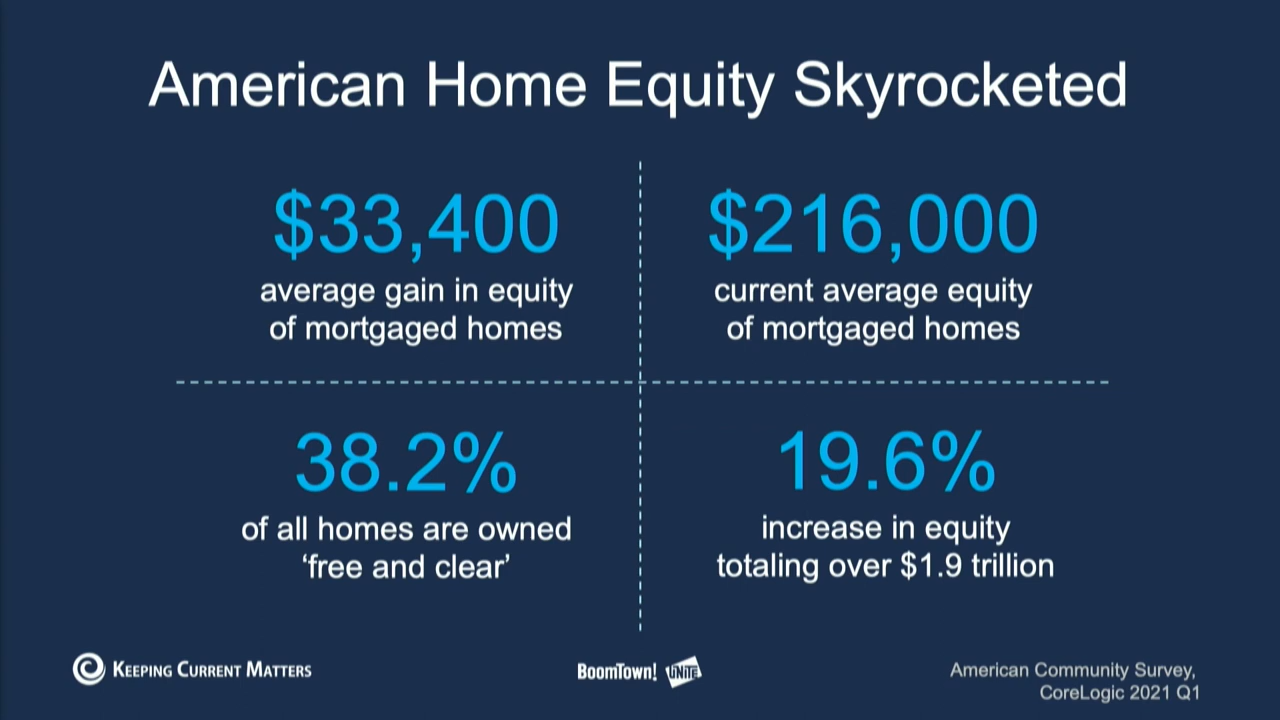 American Home Equity Skyrocketed
$33,400
average gain in equity
of mortgaged homes
$216,000
current average equity
of mortgaged homes
38.2%
of all homes are owned
‘free and clear’
19.6%
increase in equity
totaling over $1.9 trillion
KEEPING CURRENT MATTERS
BoomTown! UNITE
American Community Survey,
CoreLogic 2021 Q1